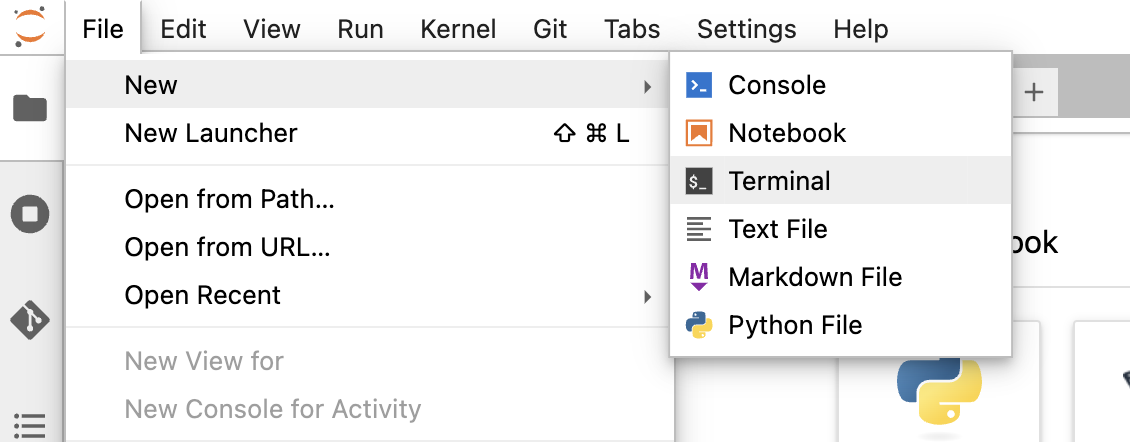 File Edit View Run Kernel Git Tabs Settings Help
New
New Launcher ⇧ ⌘ L
Open from Path...
Open from URL...
Open Recent
New View for
New Console for Activity
Console
Notebook
$_ Terminal
Text File
M Markdown File
Python File
ook